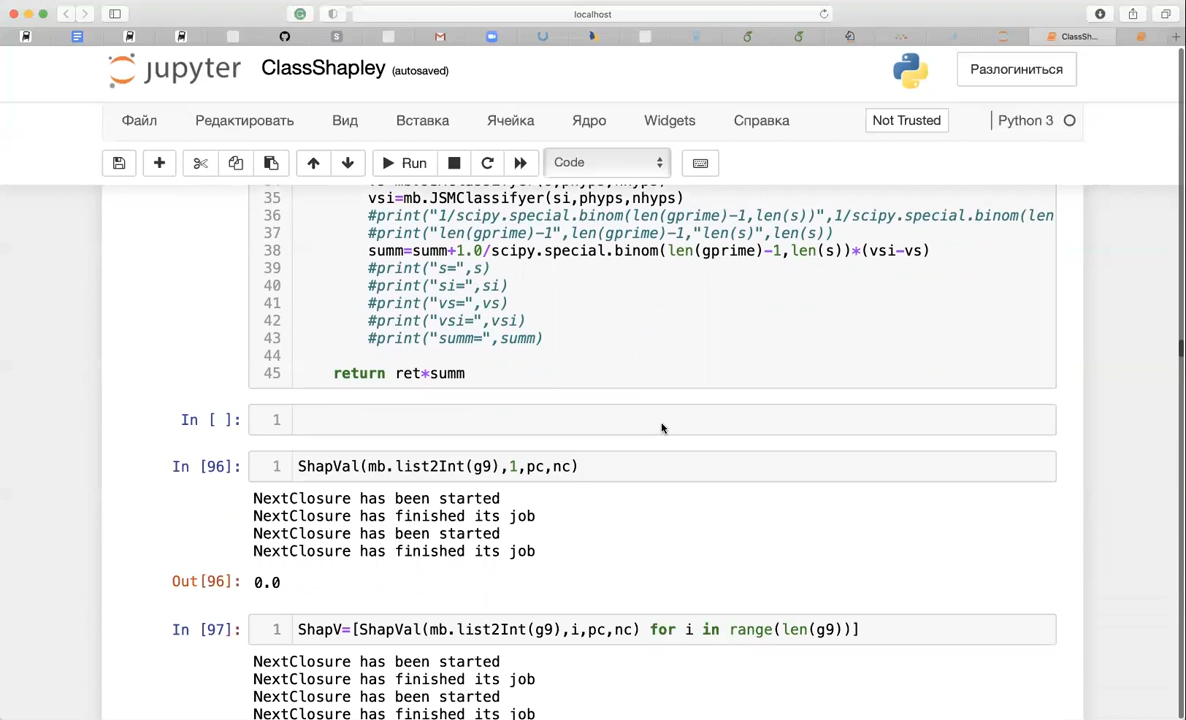 localhost
ClassSh...
jupyter ClassShapley (autosaved)
Разлогиниться
Файл Редактировать Вид Вставка Ячейка Ядро Widgets Справка Not Trusted Python 3
Run Code
35 vsi=mb.JSMClassifyer(si,phyps,nhyps)
36 #print("1/scipy.special.binom(len(gprime)-1,len(s))",1/scipy.special.binom(len
37 #print("len(gprime)-1",len(gprime)-1,"len(s)",len(s))
38 summ=summ+1.0/scipy.special.binom(len(gprime)-1,len(s))*(vsi-vs)
39 #print("s=",s)
40 #print("si=",si)
41 #print("vs=",vs)
42 #print("vsi=",vsi)
43 #print("summ=",summ)
44
45 return ret*summ
In [ ]: 1
In [96]: 1 ShapVal(mb.list2Int(g9),1,pc,nc)
NextClosure has been started
NextClosure has finished its job
NextClosure has been started
NextClosure has finished its job
Out[96]: 0.0
In [97]: 1 ShapV=[ShapVal(mb.list2Int(g9),i,pc,nc) for i in range(len(g9))]
NextClosure has been started
NextClosure has finished its job
NextClosure has been started
NextClosure has finished its job